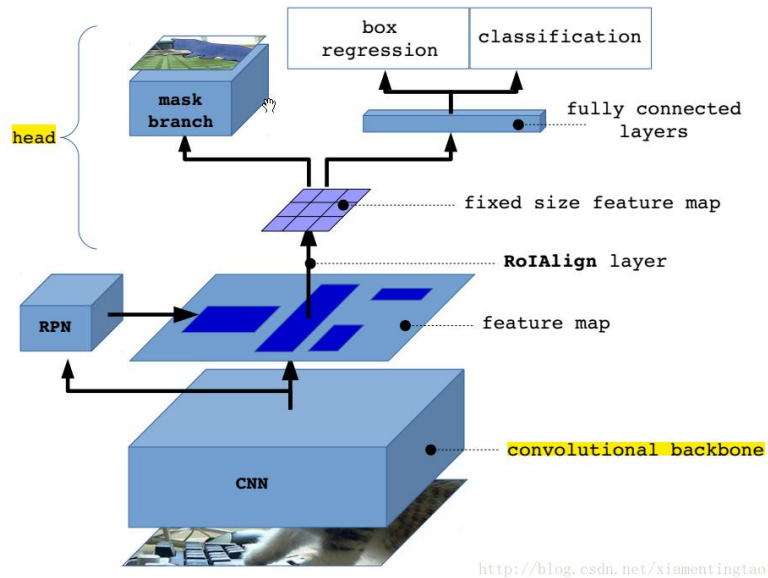 box
regression
classification
mask
branch
fully connected
layers
head
fixed size feature map
RoIAlign layer
RPN
feature map
convolutional backbone
CNN
http://blog.csdn.net/xiamentingtao